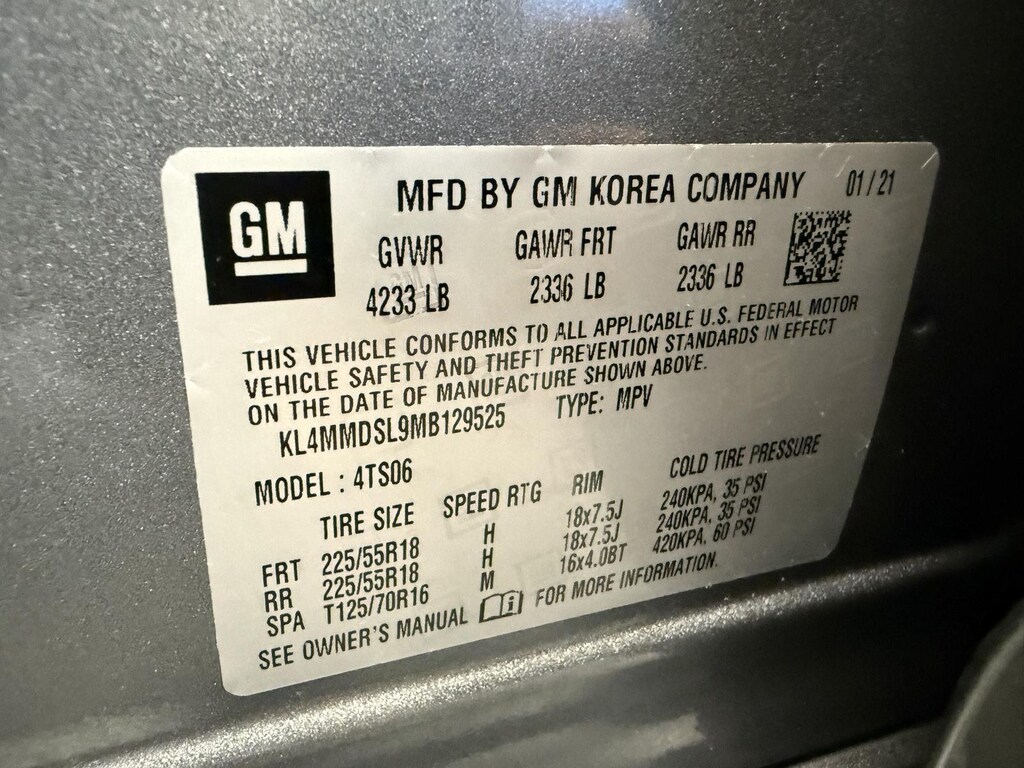 GM
MFD BY GM KOREA COMPANY 01/21
GVWR GAWR FRT GAWR RR
4233 LB 2336 LB 2336 LB
THIS VEHICLE CONFORMS TO ALL APPLICABLE U.S. FEDERAL MOTOR
VEHICLE SAFETY AND THEFT PREVENTION STANDARDS IN EFFECT
ON THE DATE OF MANUFACTURE SHOWN ABOVE.
KL4MMDSL9MB129525 TYPE: MPV
MODEL : 4TS06
TIRE SIZE SPEED RTG RIM COLD TIRE PRESSURE
FRT 225/55R18 H 18x7.5J 240KPA, 35 PSI
RR 225/55R18 H 18x7.5J 240KPA, 35 PSI
SPA T125/70R16 M 16x4.0BT 420KPA, 60 PSI
SEE OWNER'S MANUAL i FOR MORE INFORMATION.